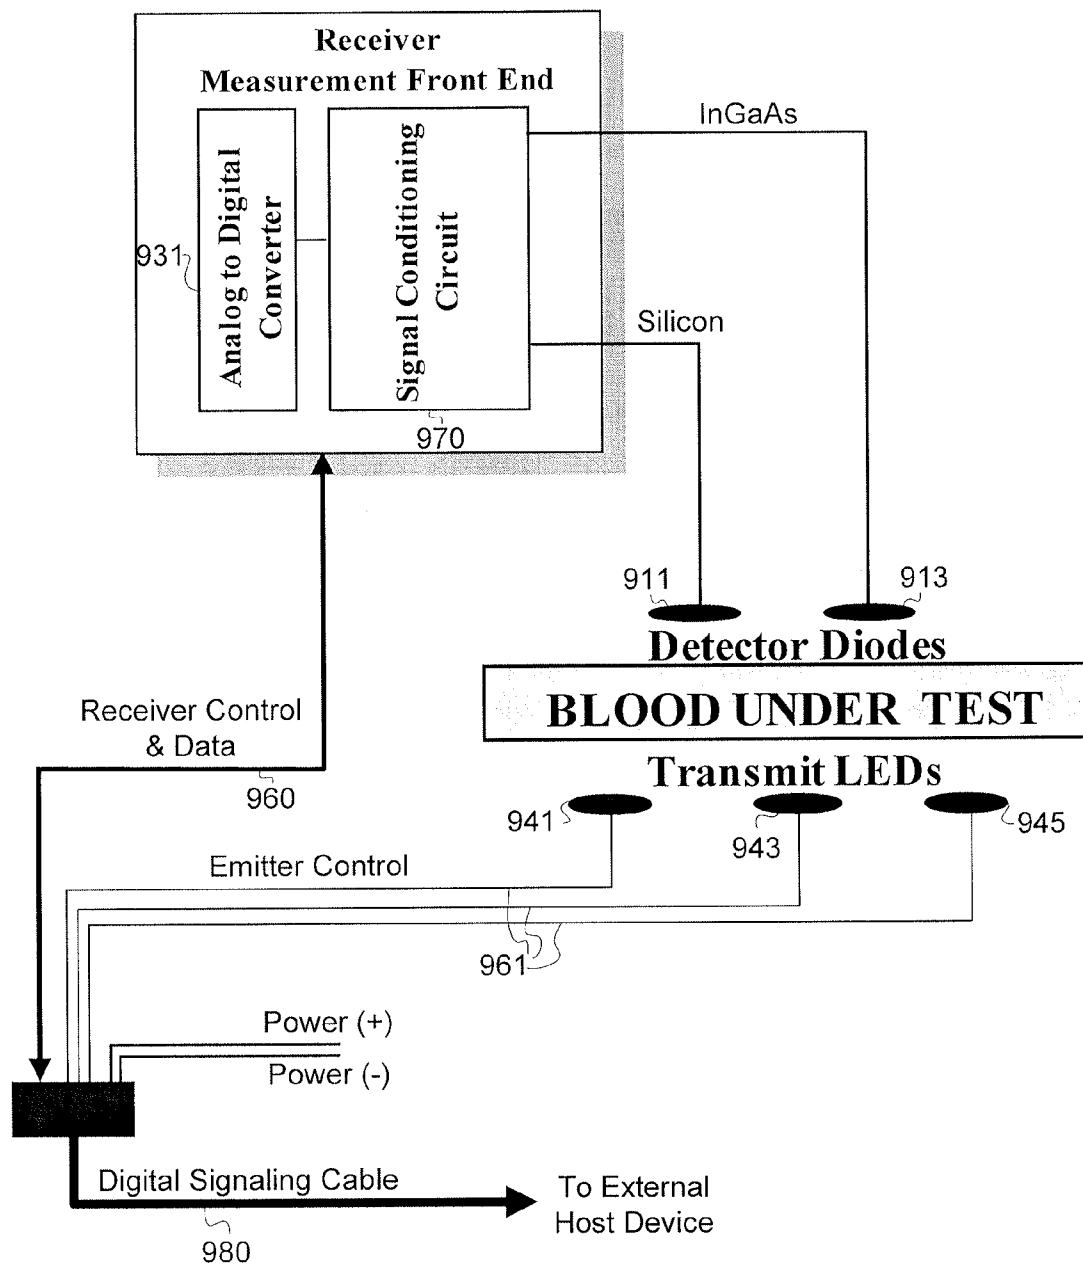 Receiver
Measurement Front End
InGaAs
Analog to Digital
Converter
Signal Conditioning
Circuit
931
Silicon
970
911
913
Detector Diodes
BLOOD UNDER TEST
Receiver Control
& Data
Transmit LEDs
960
941
943
945
Emitter Control
961
Power (+)
Power (-)
Digital Signaling Cable
To External
Host Device
980